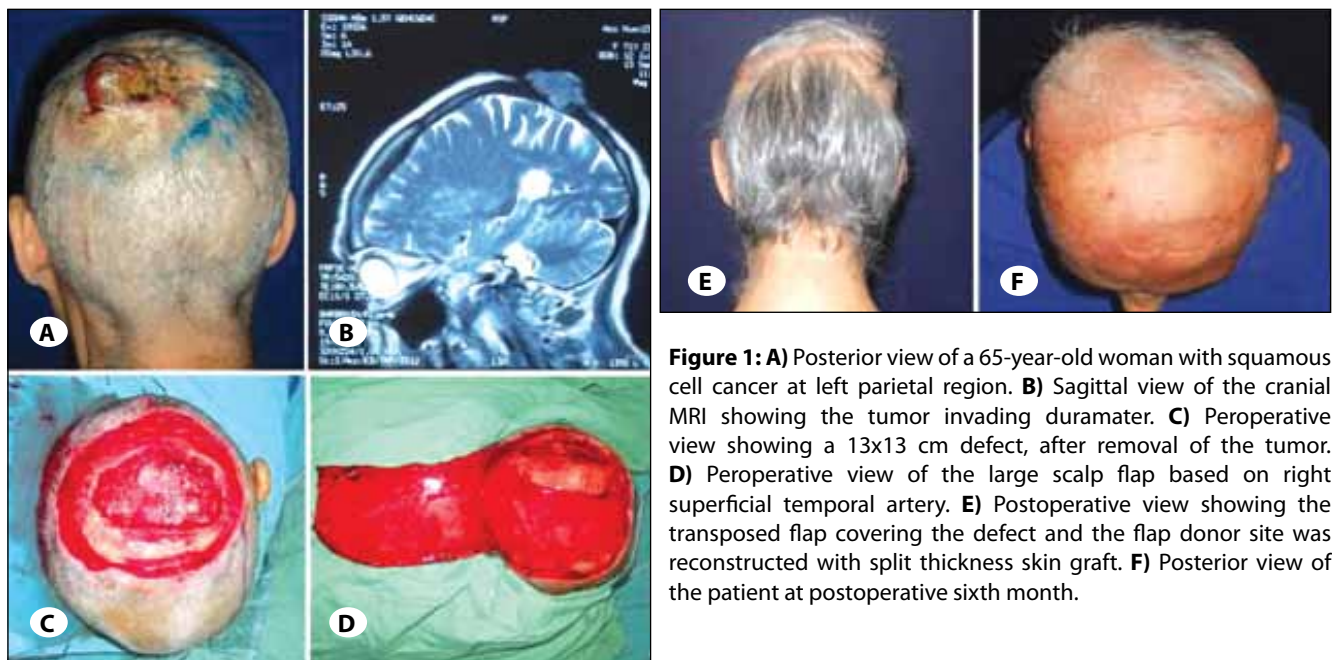 A
B
C
D
E
F
Figure 1: A) Posterior view of a 65-year-old woman with squamous
cell cancer at left parietal region. B) Sagittal view of the cranial
MRI showing the tumor invading duramater. C) Peroperative
view showing a 13x13 cm defect, after removal of the tumor.
D) Peroperative view of the large scalp flap based on right
superficial temporal artery. E) Postoperative view showing the
transposed flap covering the defect and the flap donor site was
reconstructed with split thickness skin graft. F) Posterior view of
the patient at postoperative sixth month.